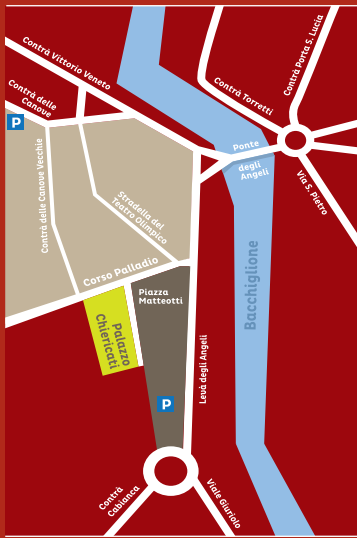 Contrà Vittorio Veneto
Contrà Porta S. Lucia
Contrà Torretti
Contrà delle
Canove
P
Contrà delle Canove Vecchie
Stradella del
Teatro Olimpico
Ponte
degli
Angeli
Via S. Pietro
Corso Palladio
Piazza
Matteotti
Palazzo
Chiericati
Bacchiglione
Levà degli Angeli
P
Contrà
Cabianca
Viale Giuriolo